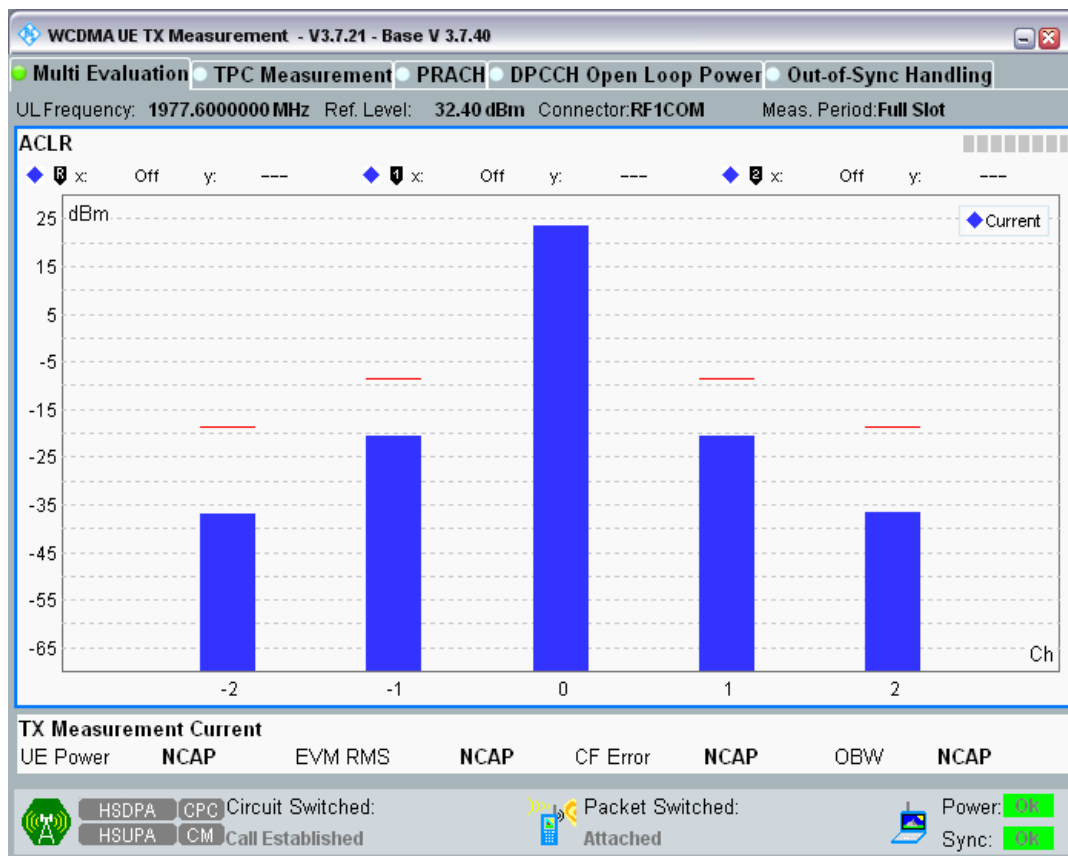 WCDMA UE TX Measurement - V3.7.21 - Base V 3.7.40
Multi Evaluation TPC Measurement PRACH DPCCH Open Loop Power Out-of-Sync Handling
UL Frequency: 1977.6000000 MHz Ref. Level: 32.40 dBm Connector:RF1COM Meas. Period:Full Slot
ACLR
R x: Off y: --- 1 x: Off y: --- 2 x: Off y: ---
dBm
Current
25
15
5
-5
-15
-25
-35
-45
-55
-65
Ch
-2 -1 0 1 2
TX Measurement Current
UE Power NCAP EVM RMS NCAP CF Error NCAP OBW NCAP
HSDPA CPC Circuit Switched: Packet Switched: Power: OK
HSUPA CM Call Established Attached Sync: OK